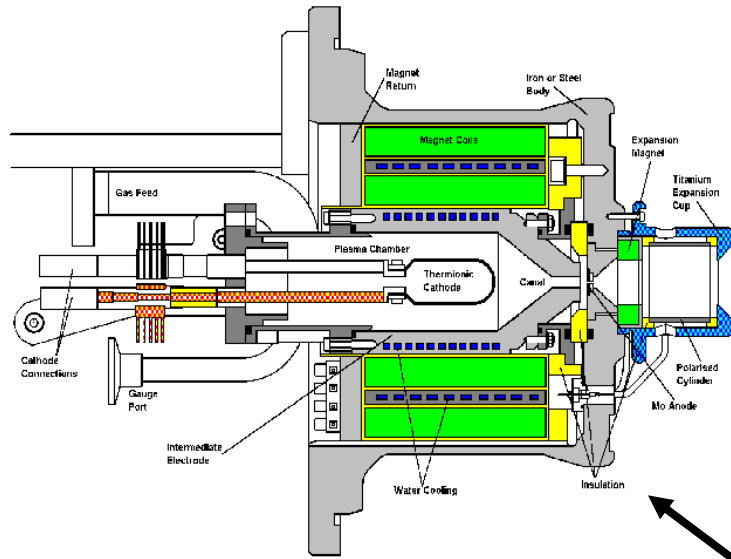 Magnet
Return
Iron or Steel
Body
Magnet Coils
Expansion
Magnet
Titanium
Expansion
Cup
Gas Feed
Plasma Chamber
Thermionic
Cathode
Canal
Cathode
Connections
Gauge
Port
Intermediate
Electrode
Water Cooling
Insulation
Mo Anode
Polarised
Cylinder